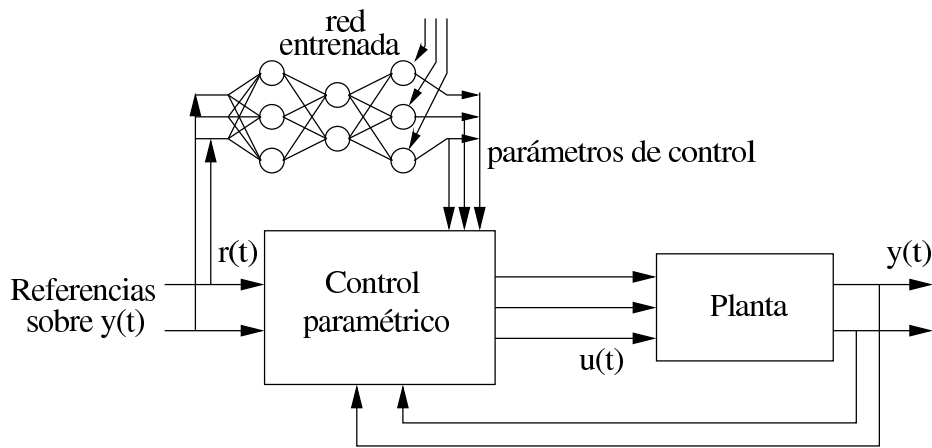 red
entrenada
parámetros de control
r(t)
Referencias
sobre y(t)
Control
paramétrico
u(t)
Planta
y(t)